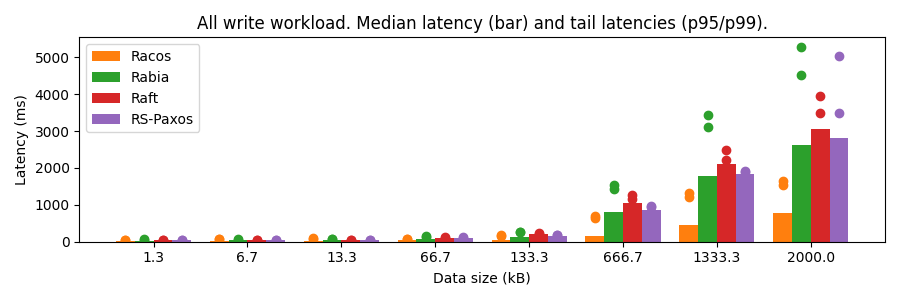 All write workload. Median latency (bar) and tail latencies (p95/p99).
Latency (ms)
5000
4000
3000
2000
1000
0
Racos
Rabia
Raft
RS-Paxos
1.3 6.7 13.3 66.7 133.3 666.7 1333.3 2000.0
Data size (kB)